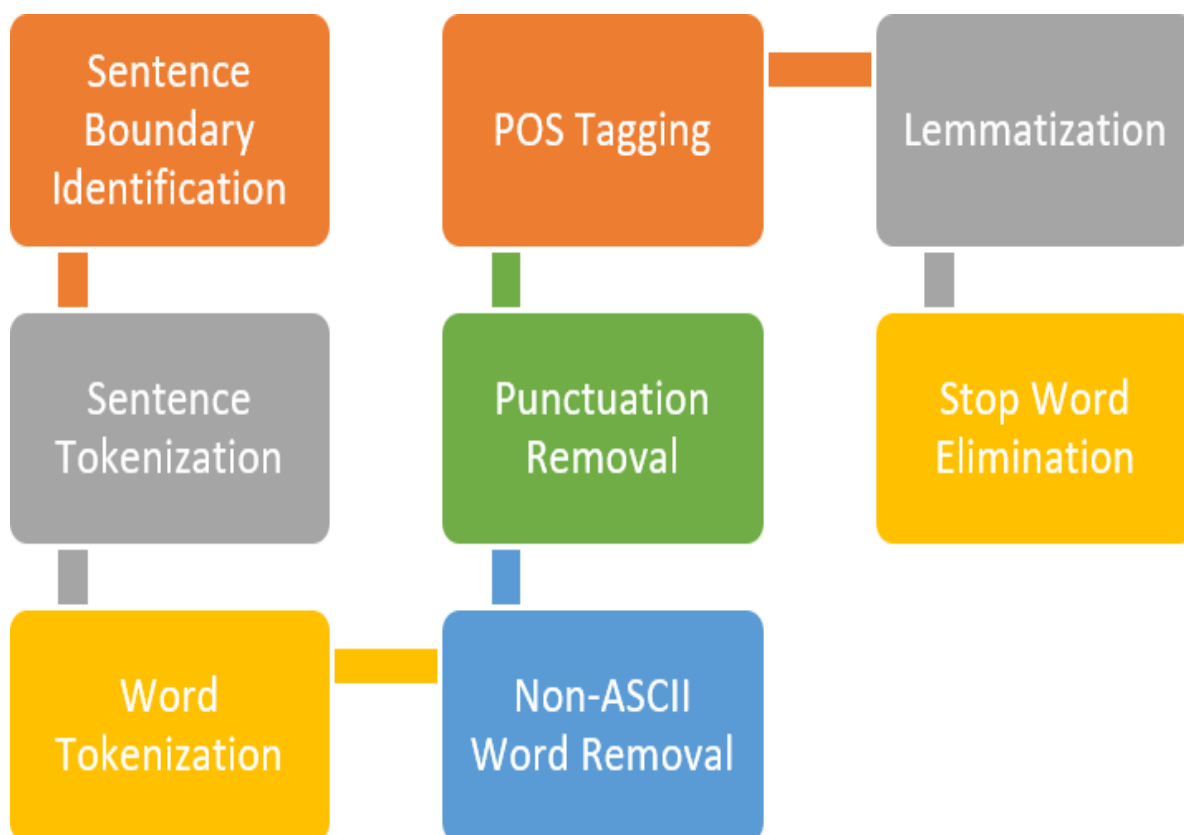 Sentence
Boundary
Identification
Sentence
Tokenization
Word
Tokenization
Non-ASCII
Word Removal
Punctuation
Removal
POS Tagging
Lemmatization
Stop Word
Elimination